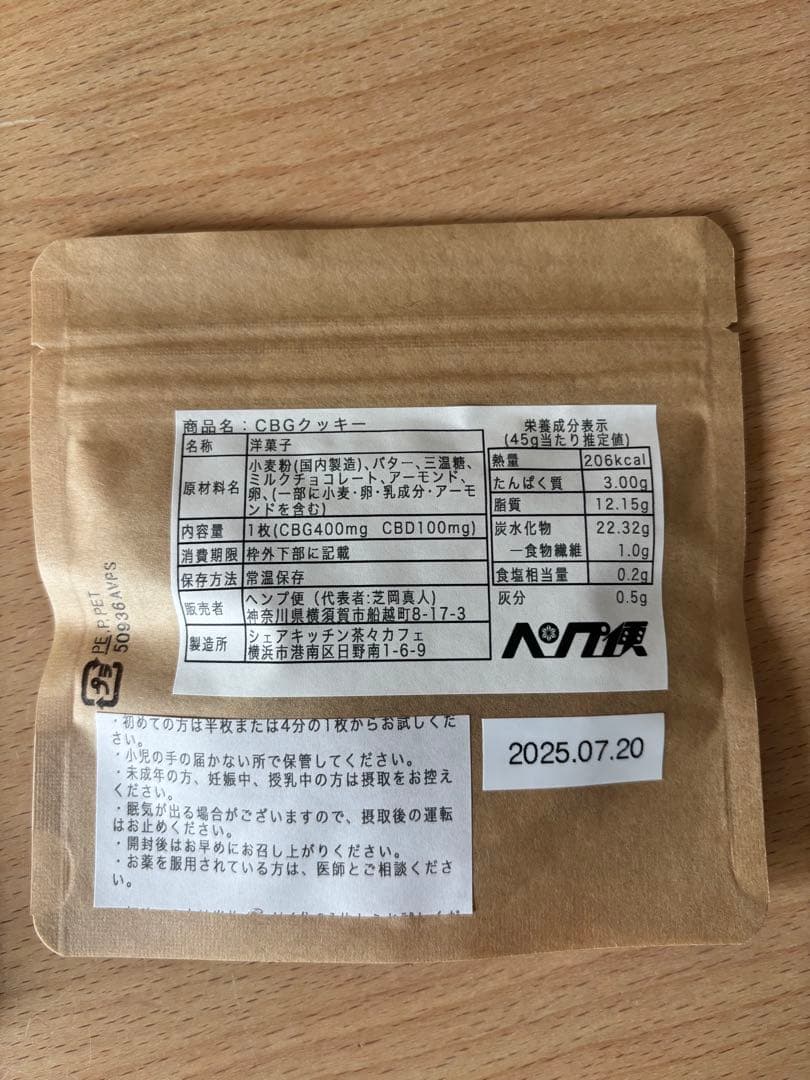 商品名：CBGクッキー
名称 洋菓子
原材料名 小麦粉(国内製造)、バター、三温糖、
ミルクチョコレート、アーモンド、
卵、(一部に小麦・卵・乳成分・アーモ
ンドを含む)
内容量 1枚(CBG400mg CBD100mg)
消費期限 枠外下部に記載
保存方法 常温保存
販売者 ヘンプ便（代表者:芝岡真人)
神奈川県横須賀市船越町8-17-3
製造所 シェアキッチン茶々カフェ
横浜市港南区日野南1-6-9
栄養成分表示
(45g当たり推定値)
熱量 206kcal
たんぱく質 3.00g
脂質 12.15g
炭水化物 22.32g
―食物繊維 1.0g
食塩相当量 0.2g
灰分 0.5g
ヘンプ便
プラ
PE,P,PET
50936AVPS
・初めての方は半枚または4分の1枚からお試しくだ
さい。
・小児の手の届かない所で保管してください。
・未成年の方、妊娠中、授乳中の方は摂取をお控え
ください。
・眠気が出る場合がございますので、摂取後の運転
はお止めください。
・開封後はお早めにお召し上がりください。
・お薬を服用されている方は、医師とご相談くださ
い。
2025.07.20